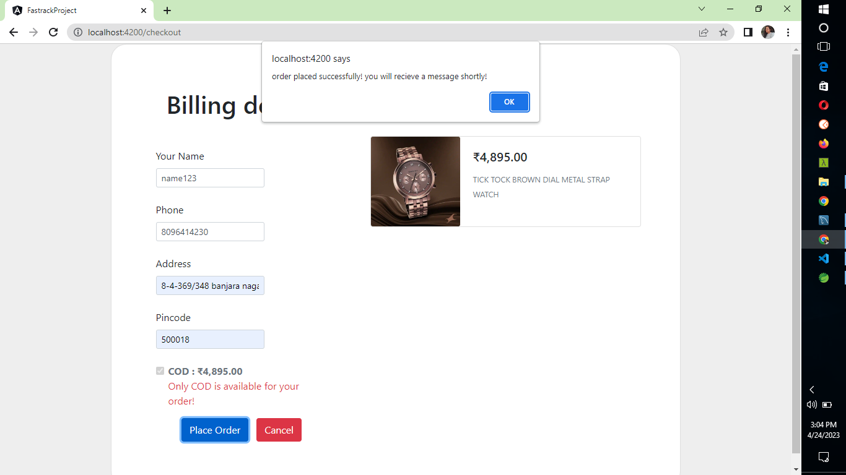 FastrackProject
localhost:4200/checkout
localhost:4200 says
order placed successfully! you will recieve a message shortly!
OK
Billing de
Your Name
name123
Phone
8096414230
Address
8-4-369/348 banjara naga
Pincode
500018
COD : ₹4,895.00
Only COD is available for your
order!
Place Order
Cancel
₹4,895.00
TICK TOCK BROWN DIAL METAL STRAP
WATCH
3:04 PM
4/24/2023